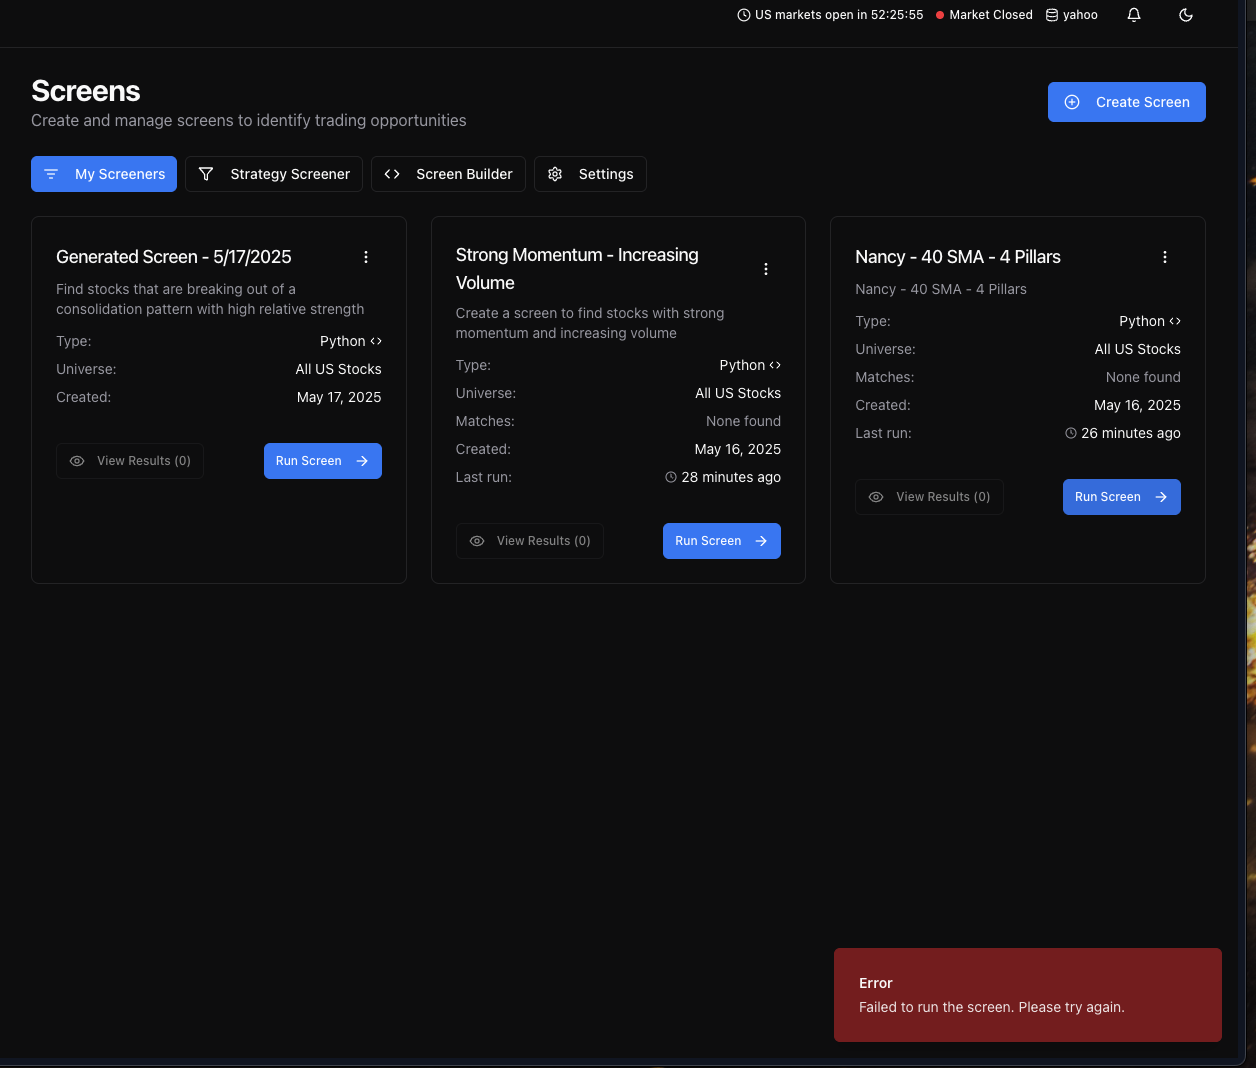 US markets open in 52:25:55 Market Closed yahoo
Screens
Create and manage screens to identify trading opportunities
Create Screen
My Screeners Strategy Screener Screen Builder Settings
Generated Screen - 5/17/2025
Find stocks that are breaking out of a
consolidation pattern with high relative strength
Type: Python
Universe: All US Stocks
Created: May 17, 2025
View Results (0) Run Screen
Strong Momentum - Increasing
Volume
Create a screen to find stocks with strong
momentum and increasing volume
Type: Python
Universe: All US Stocks
Matches: None found
Created: May 16, 2025
Last run: 28 minutes ago
View Results (0) Run Screen
Nancy - 40 SMA - 4 Pillars
Nancy - 40 SMA - 4 Pillars
Type: Python
Universe: All US Stocks
Matches: None found
Created: May 16, 2025
Last run: 26 minutes ago
View Results (0) Run Screen
Error
Failed to run the screen. Please try again.